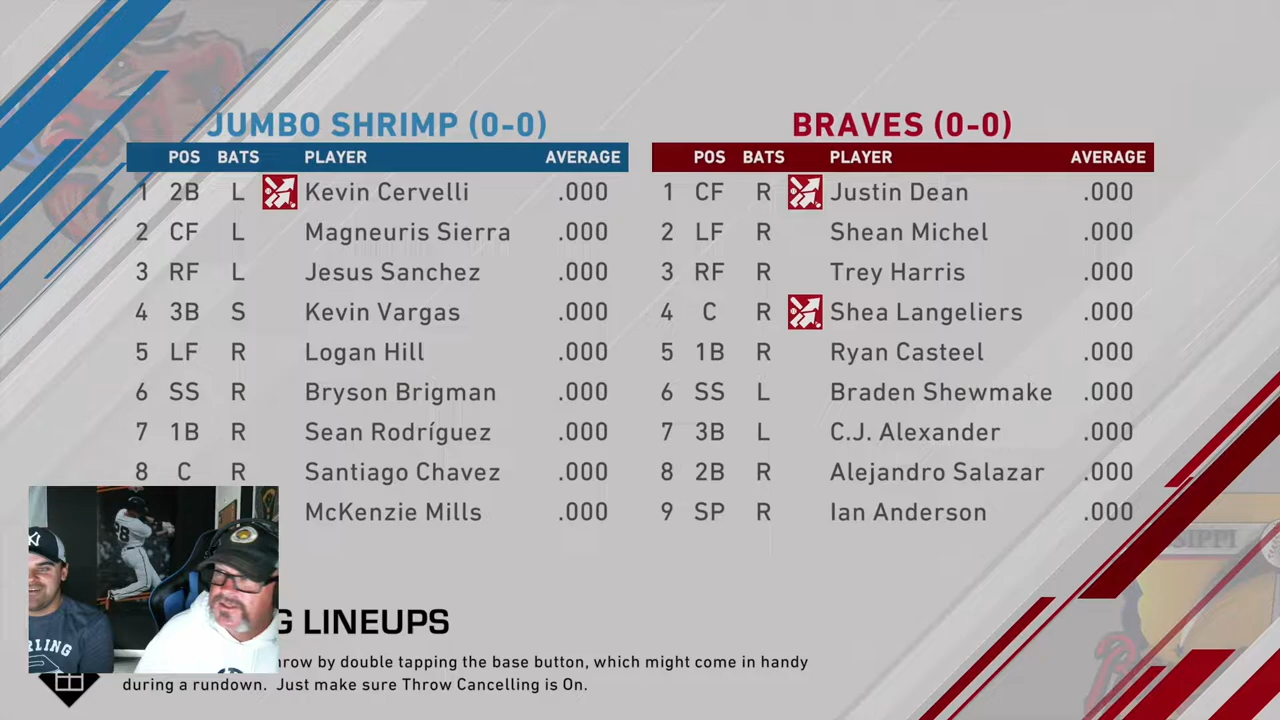 JUMBO SHRIMP (0-0)
POS BATS PLAYER AVERAGE
1 2B L Kevin Cervelli .000
2 CF L Magneuris Sierra .000
3 RF L Jesus Sanchez .000
4 3B S Kevin Vargas .000
5 LF R Logan Hill .000
6 SS R Bryson Brigman .000
7 1B R Sean Rodríguez .000
8 C R Santiago Chavez .000
McKenzie Mills .000
BRAVES (0-0)
POS BATS PLAYER AVERAGE
1 CF R Justin Dean .000
2 LF R Shean Michel .000
3 RF R Trey Harris .000
4 C R Shea Langeliers .000
5 1B R Ryan Casteel .000
6 SS L Braden Shewmake .000
7 3B L C.J. Alexander .000
8 2B R Alejandro Salazar .000
9 SP R Ian Anderson .000
SIPPI
G LINEUPS
hrow by double tapping the base button, which might come in handy
during a rundown. Just make sure Throw Cancelling is On.
RLING